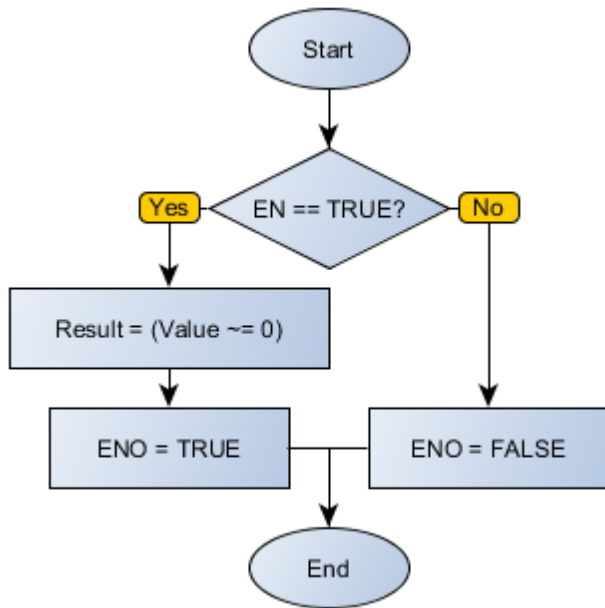 Start
EN == TRUE?
Yes
No
Result = (Value ~= 0)
ENO = TRUE
ENO = FALSE
End